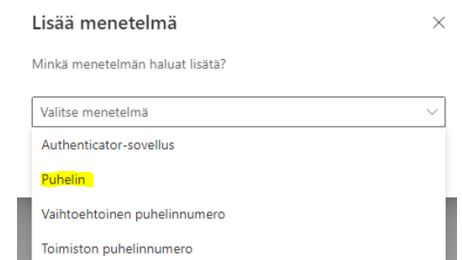 Lisää menetelmä
Minkä menetelmän haluat lisätä?
Valitse menetelmä
Authenticator-sovellus
Puhelin
Vaihtoehtoinen puhelinnumero
Toimiston puhelinnumero